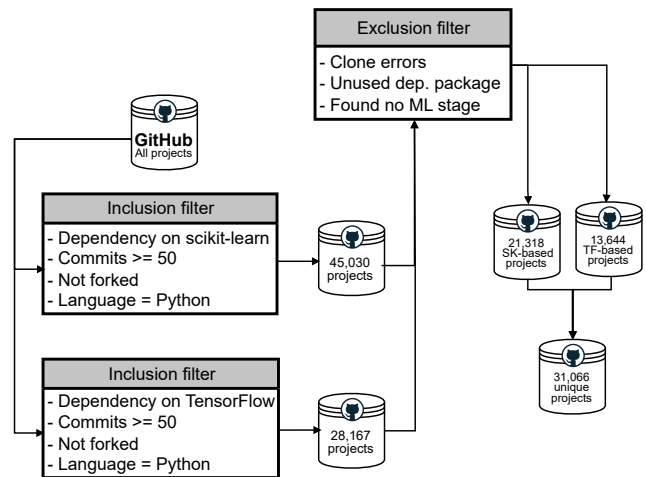 Exclusion filter
- Clone errors
- Unused dep. package
- Found no ML stage
GitHub
All projects
Inclusion filter
- Dependency on scikit-learn
- Commits >= 50
- Not forked
- Language = Python
45,030
projects
Inclusion filter
- Dependency on TensorFlow
- Commits >= 50
- Not forked
- Language = Python
28,167
projects
21,318
SK-based
projects
13,644
TF-based
projects
31,066
unique
projects